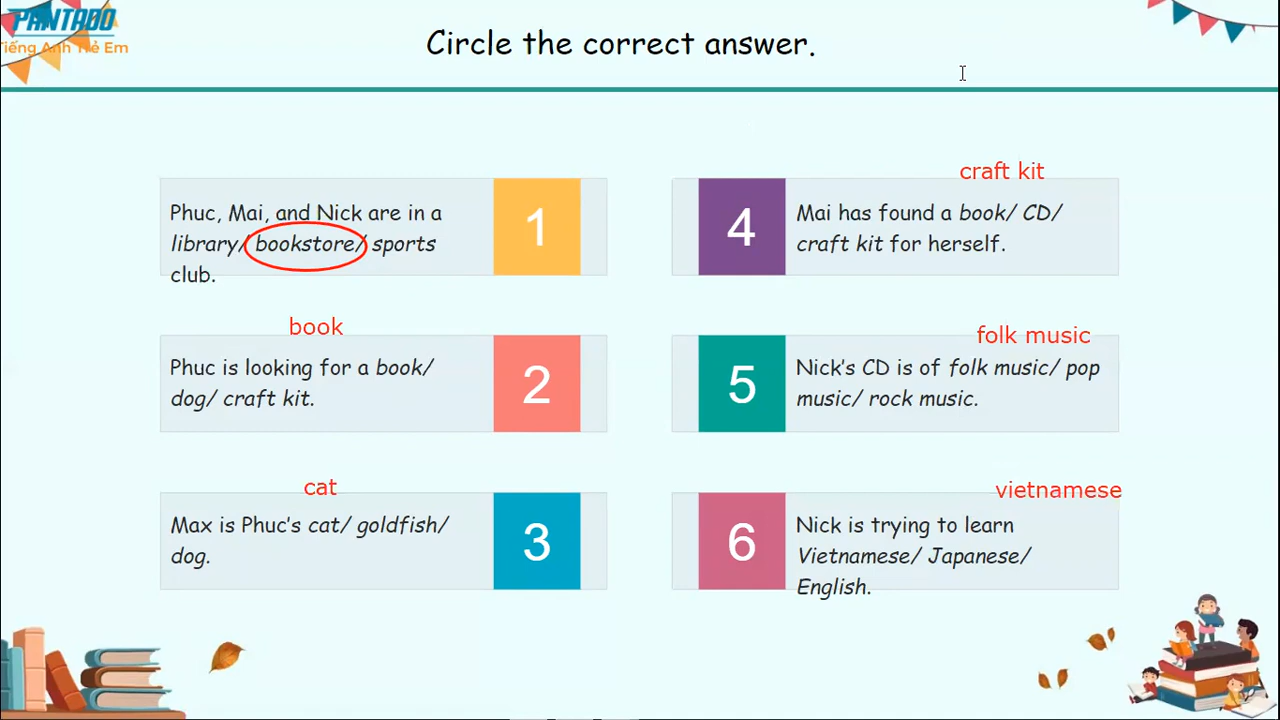 PANTADO
Tiếng Anh Trẻ Em
Circle the correct answer.
Phuc, Mai, and Nick are in a
library/ bookstore/ sports
club.
1
book
Phuc is looking for a book/
dog/ craft kit.
2
cat
Max is Phuc's cat/ goldfish/
dog.
3
craft kit
4
Mai has found a book/ CD/
craft kit for herself.
folk music
5
Nick's CD is of folk music/ pop
music/ rock music.
vietnamese
6
Nick is trying to learn
Vietnamese/ Japanese/
English.